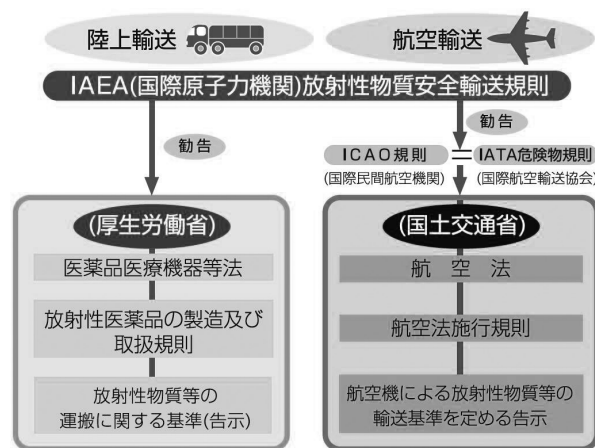 陸上輸送
航空輸送
IAEA(国際原子力機関)放射性物質安全輸送規則
勧告
勧告
ICAO規則 = IATA危険物規則
(国際民間航空機関) (国際航空輸送協会)
(厚生労働省)
医薬品医療機器等法
放射性医薬品の製造及び
取扱規則
放射性物質等の
運搬に関する基準(告示)
(国土交通省)
航空法
航空法施行規則
航空機による放射性物質等の
輸送基準を定める告示